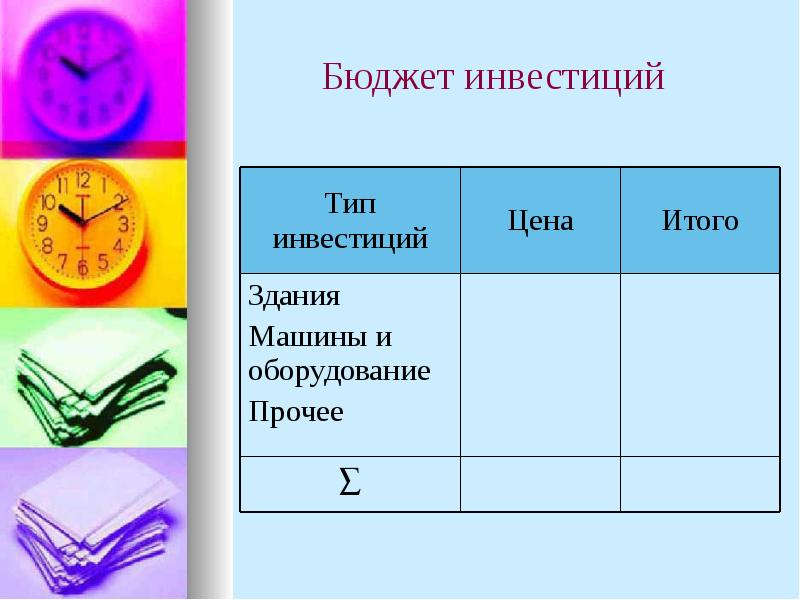 Бюджет инвестиций
Тип
инвестиций
Цена
Итого
Здания
Машины и
оборудование
Прочее
∑